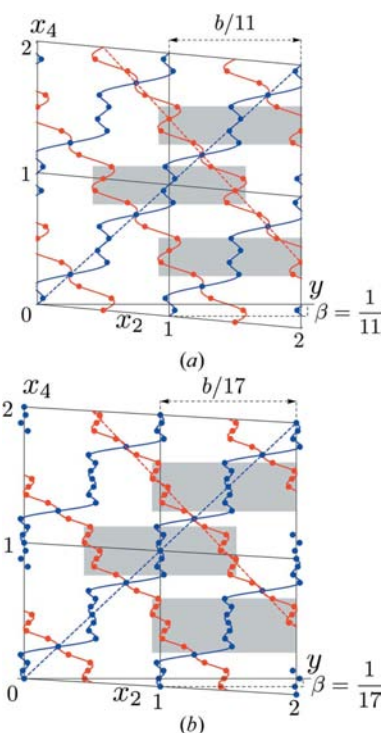 x₄
b/11
2
1
0
x₂
1
2
y
β = 1/11
(a)
x₄
b/17
2
1
0
x₂
1
2
y
β = 1/17
(b)